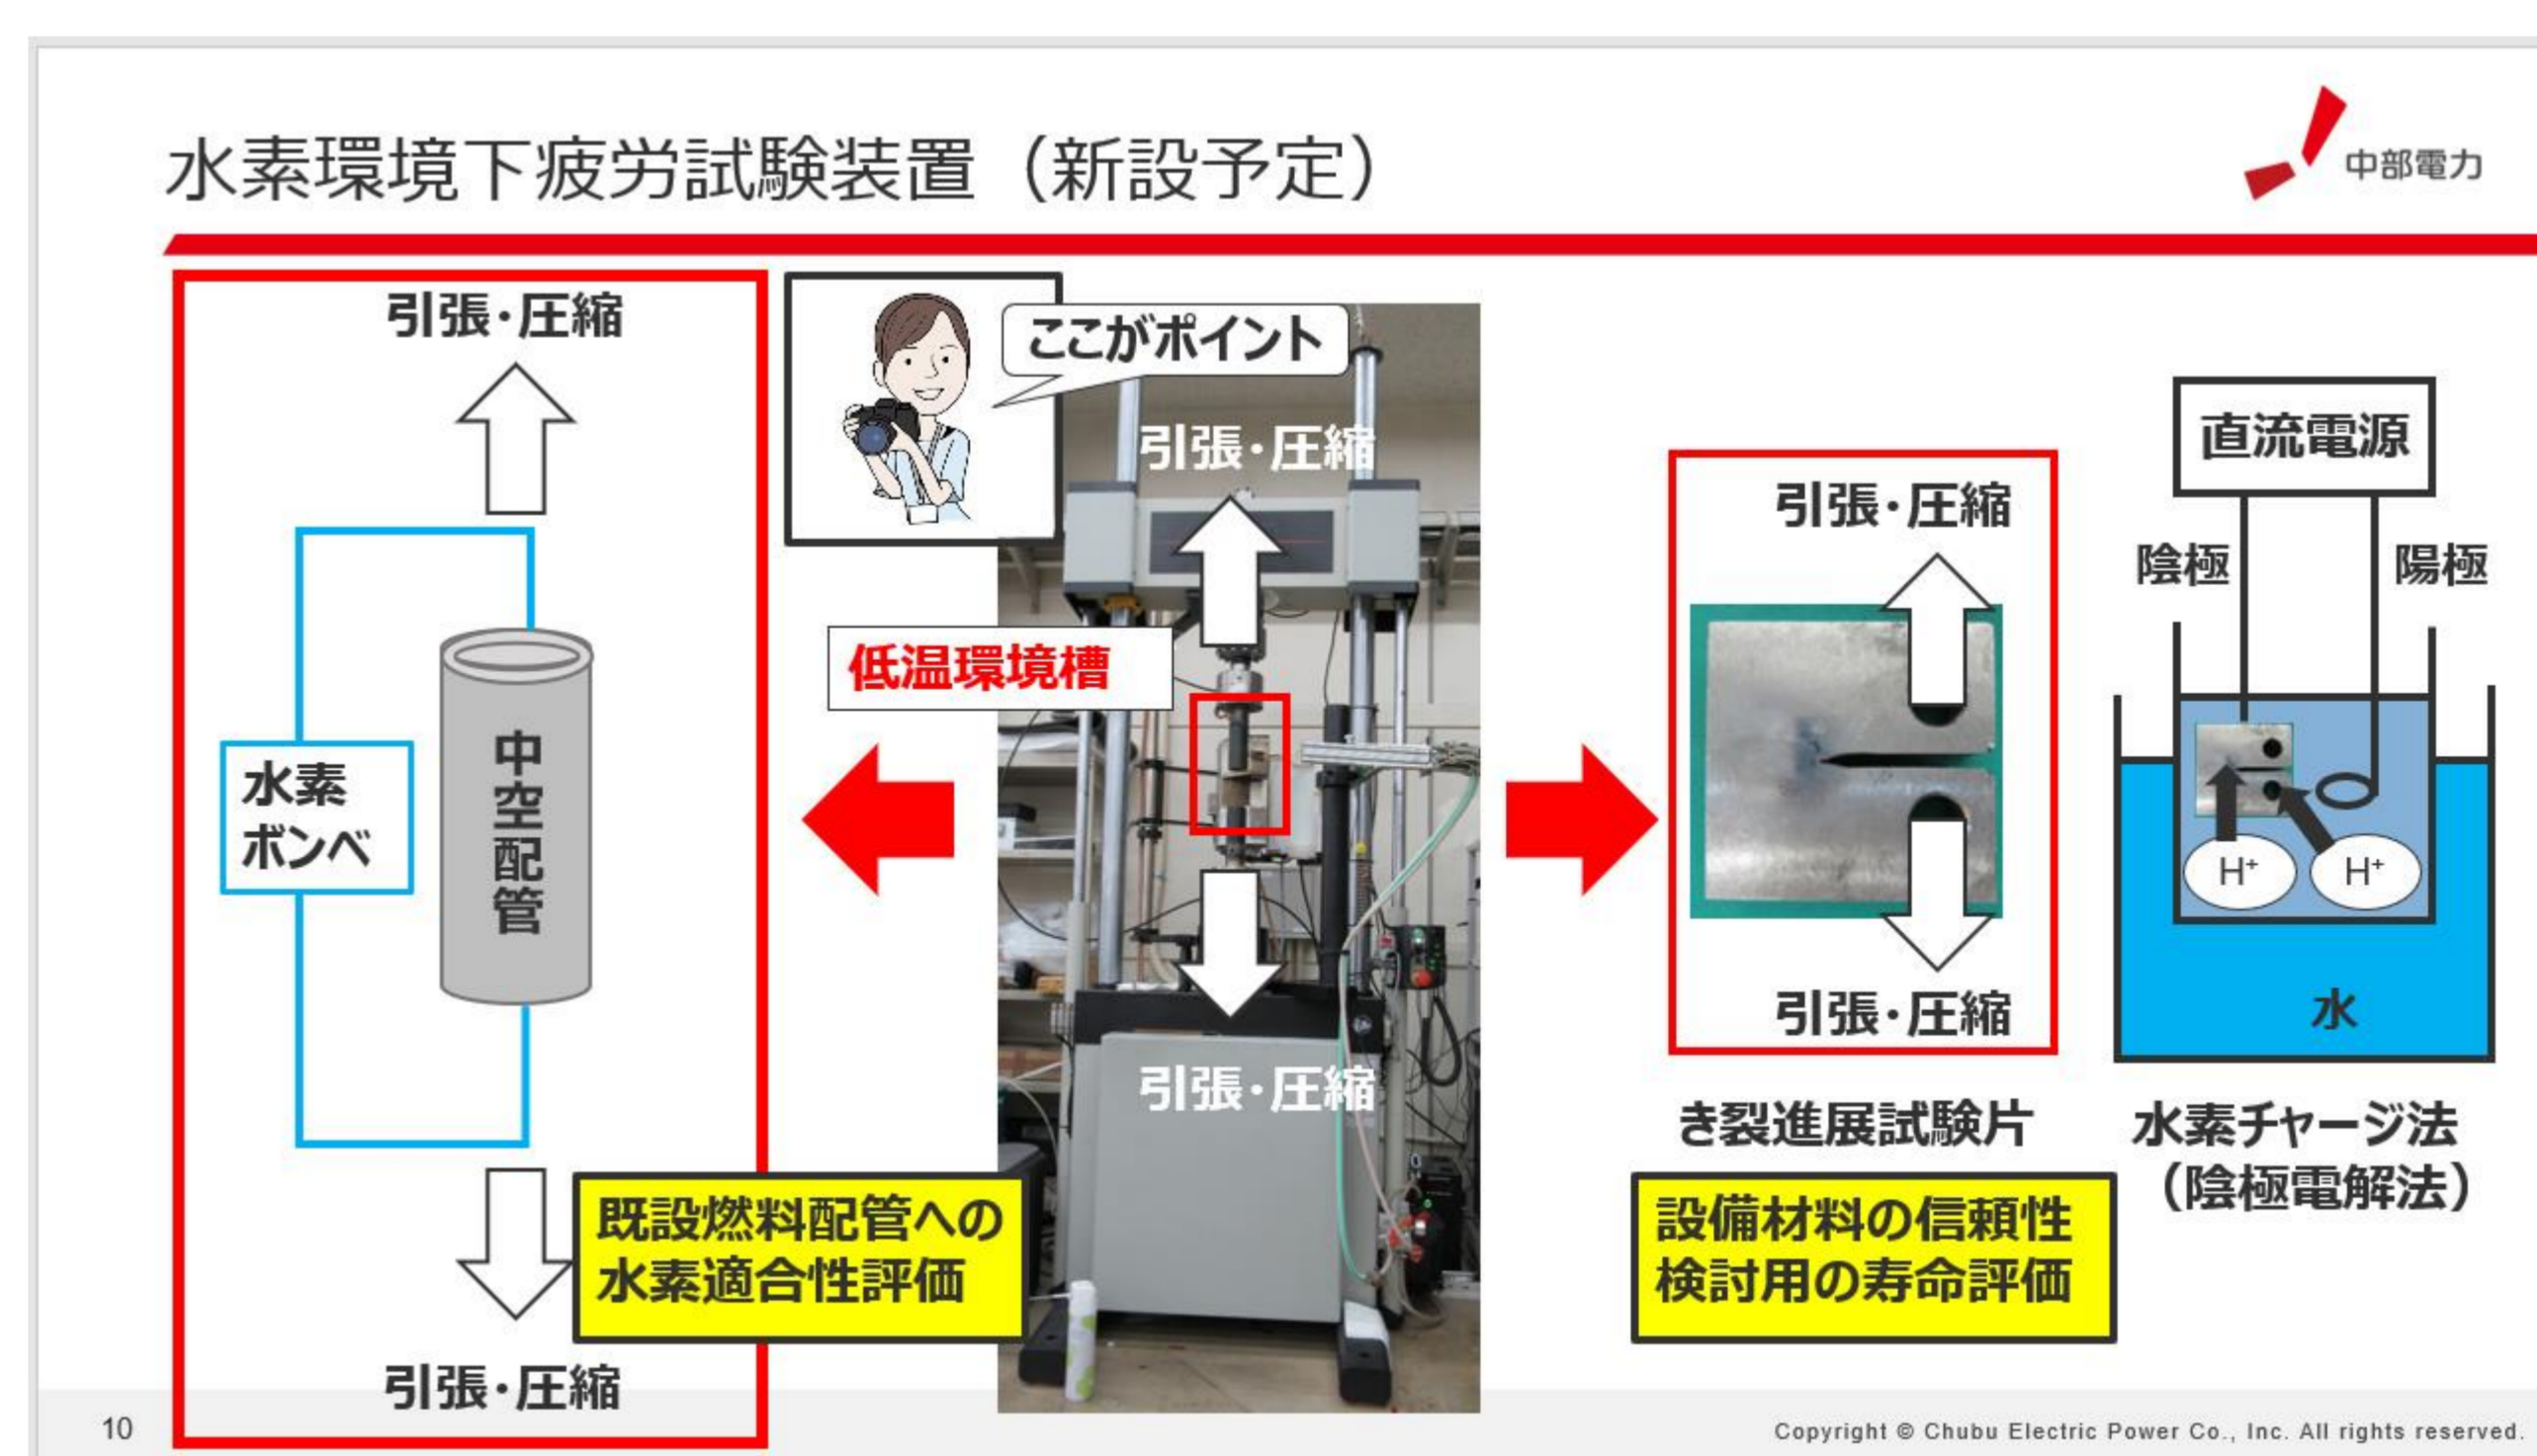 水素環境下疲労試験装置（新設予定）
中部電力
引張・圧縮
水素
ボンベ
中空配管
引張・圧縮
既設燃料配管への
水素適合性評価
ここがポイント
引張・圧縮
低温環境槽
引張・圧縮
引張・圧縮
引張・圧縮
き裂進展試験片
設備材料の信頼性
検討用の寿命評価
直流電源
陰極
陽極
H⁺
H⁺
水
水素チャージ法
（陰極電解法）
10
Copyright © Chubu Electric Power Co., Inc. All rights reserved.